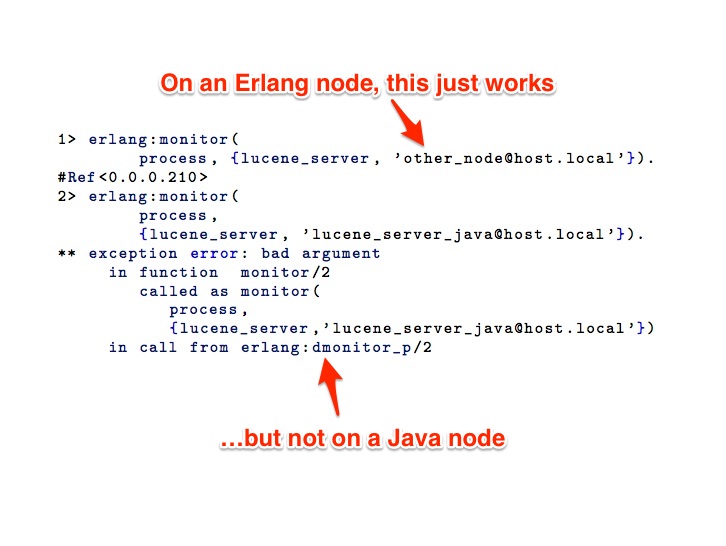 On an Erlang node, this just works
1> erlang:monitor(
process, {lucene_server, 'other_node@host.local'}).
#Ref<0.0.0.210>
2> erlang:monitor(
process,
{lucene_server, 'lucene_server_java@host.local'}).
** exception error: bad argument
in function monitor/2
called as monitor(
process,
{lucene_server,'lucene_server_java@host.local'})
in call from erlang:dmonitor_p/2
…but not on a Java node